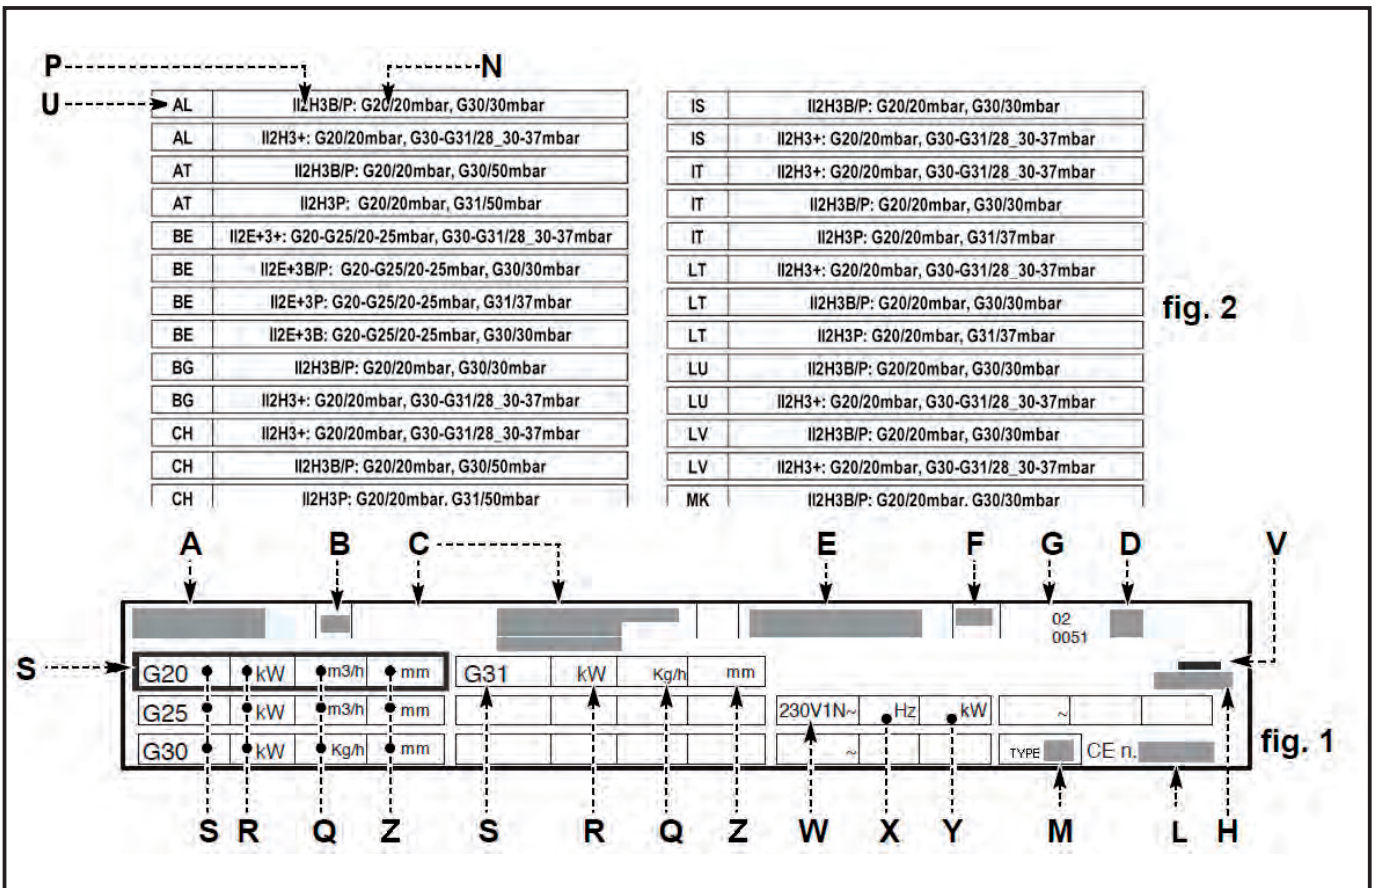 P N
U
AL II2H3B/P: G20/20mbar, G30/30mbar
AL II2H3+: G20/20mbar, G30-G31/28_30-37mbar
AT II2H3B/P: G20/20mbar, G30/50mbar
AT II2H3P: G20/20mbar, G31/50mbar
BE II2E+3+: G20-G25/20-25mbar, G30-G31/28_30-37mbar
BE II2E+3B/P: G20-G25/20-25mbar, G30/30mbar
BE II2E+3P: G20-G25/20-25mbar, G31/37mbar
BE II2E+3B: G20-G25/20-25mbar, G30/30mbar
BG II2H3B/P: G20/20mbar, G30/30mbar
BG II2H3+: G20/20mbar, G30-G31/28_30-37mbar
CH II2H3+: G20/20mbar, G30-G31/28_30-37mbar
CH II2H3B/P: G20/20mbar, G30/50mbar
CH II2H3P: G20/20mbar. G31/50mbar
IS II2H3B/P: G20/20mbar, G30/30mbar
IS II2H3+: G20/20mbar, G30-G31/28_30-37mbar
IT II2H3+: G20/20mbar, G30-G31/28_30-37mbar
IT II2H3B/P: G20/20mbar, G30/30mbar
IT II2H3P: G20/20mbar, G31/37mbar
LT II2H3+: G20/20mbar, G30-G31/28_30-37mbar
LT II2H3B/P: G20/20mbar, G30/30mbar
LT II2H3P: G20/20mbar, G31/37mbar
LU II2H3B/P: G20/20mbar, G30/30mbar
LU II2H3+: G20/20mbar, G30-G31/28_30-37mbar
LV II2H3B/P: G20/20mbar, G30/30mbar
LV II2H3+: G20/20mbar, G30-G31/28_30-37mbar
MK II2H3B/P: G20/20mbar. G30/30mbar
fig. 2
A B C E F G D V
02
0051
S
G20 kW m3/h mm G31 kW Kg/h mm
G25 kW m3/h mm 230V1N~ Hz kW ~
G30 kW Kg/h mm ~ TYPE CE n.
fig. 1
S R Q Z S R Q Z W X Y M L H